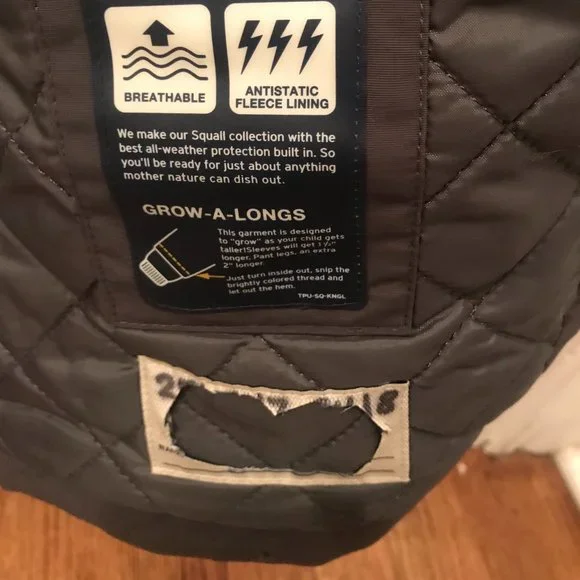 BREATHABLE
ANTISTATIC
FLEECE LINING
We make our Squall collection with the
best all-weather protection built in. So
you'll be ready for just about anything
mother nature can dish out.
GROW-A-LONGS
This garment is designed
to "grow" as your child gets
taller!Sleeves will get 1 ½"
longer. Pant legs, an extra
2" longer.
Just turn inside out, snip the
brightly colored thread and
let out the hem.
TPU-SQ-KNGL